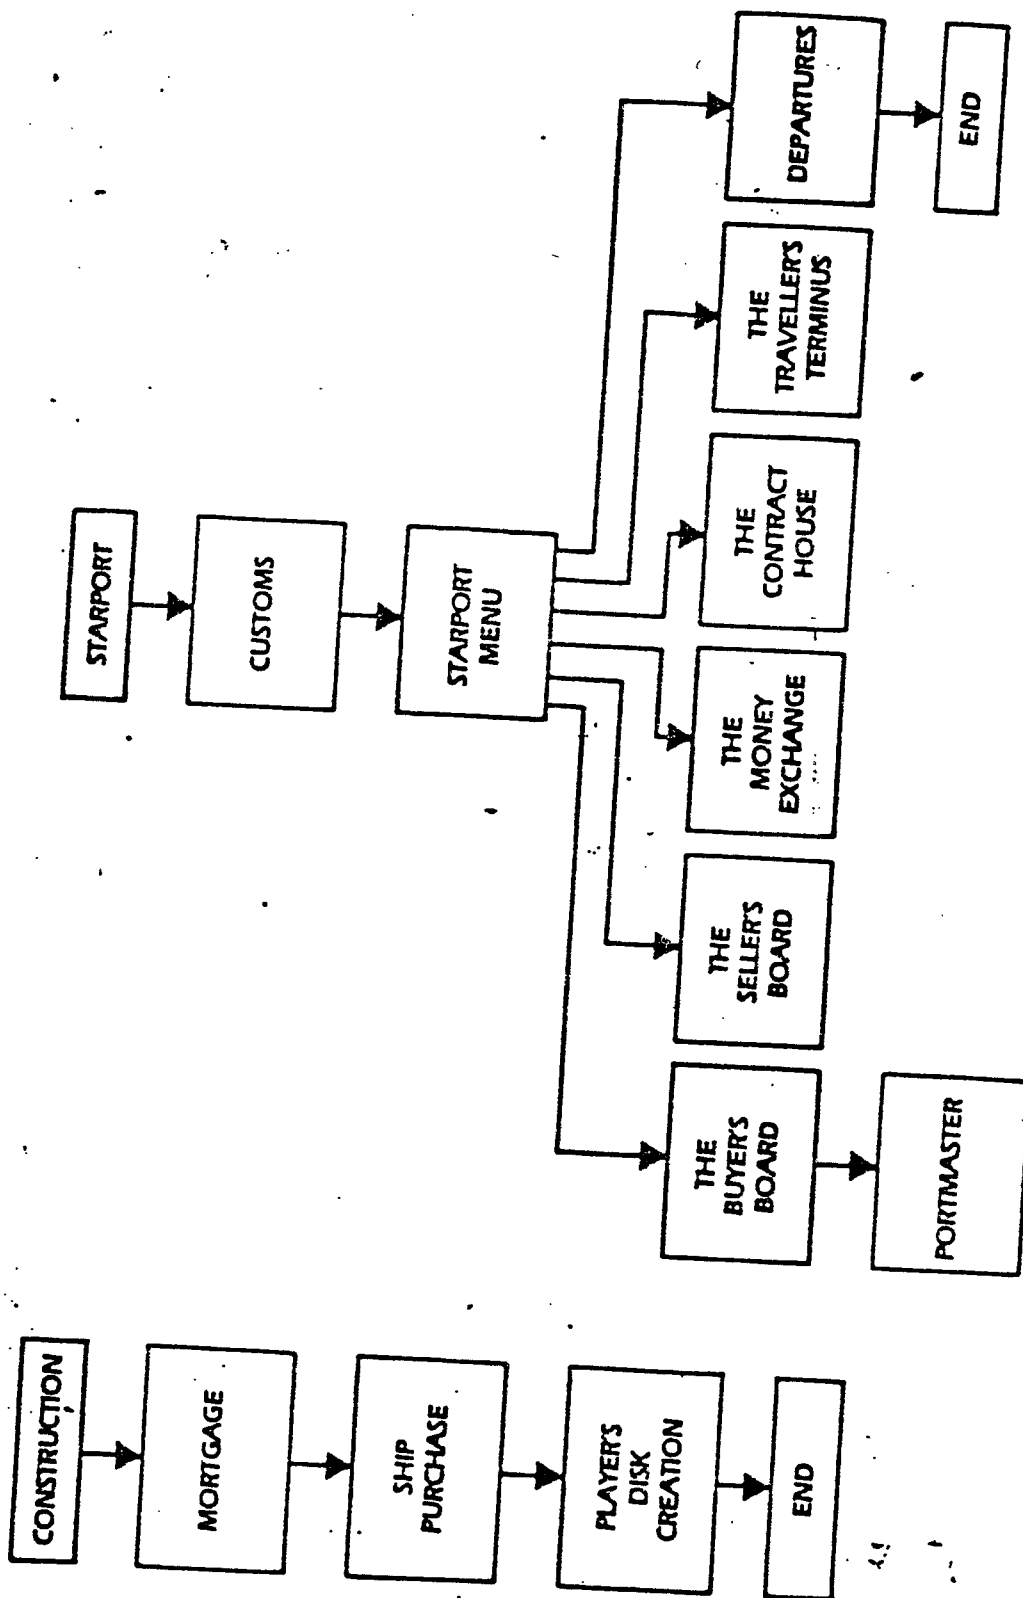 CONSTRUCTION
MORTGAGE
SHIP
PURCHASE
PLAYER'S
DISK
CREATION
END
STARPORT
CUSTOMS
STARPORT
MENU
THE
BUYER'S
BOARD
THE
SELLER'S
BOARD
THE
MONEY
EXCHANGE
THE
CONTRACT
HOUSE
THE
TRAVELLER'S
TERMINUS
DEPARTURES
PORTMASTER
END